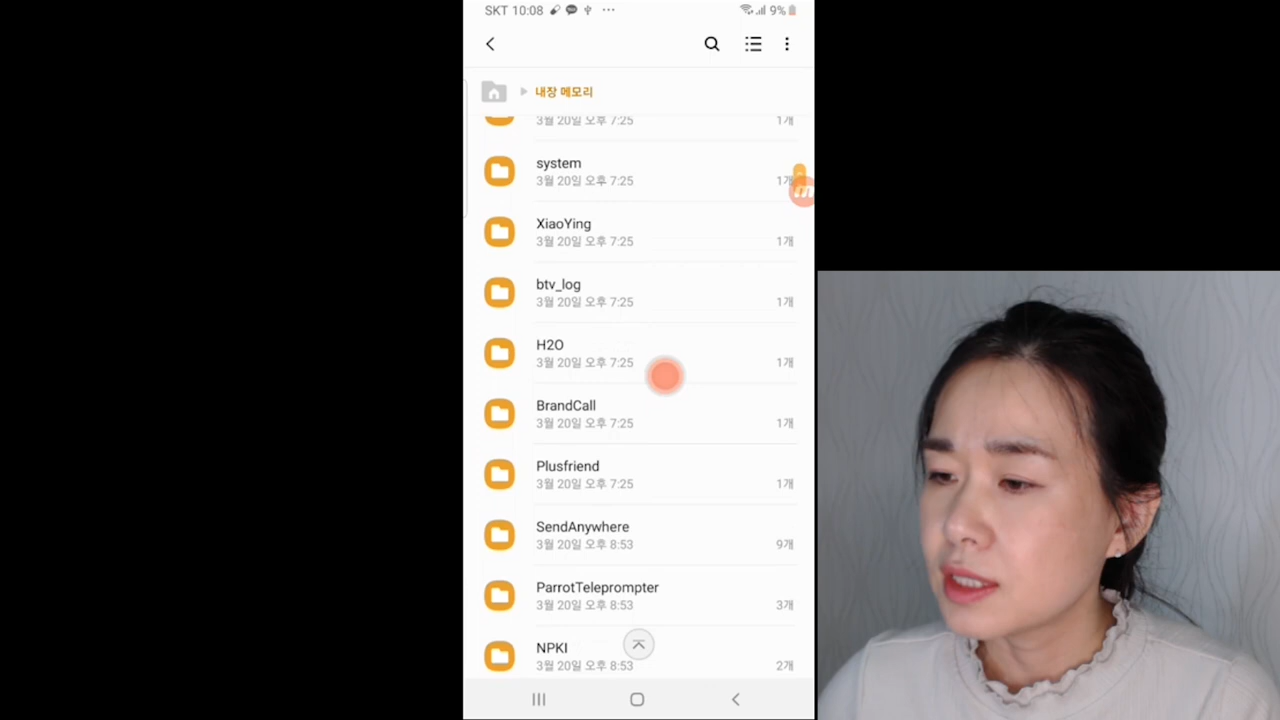 SKT 10:08 9%
내장 메모리
3월 20일 오후 7:25 1개
system
3월 20일 오후 7:25 1개
XiaoYing
3월 20일 오후 7:25 1개
btv_log
3월 20일 오후 7:25 1개
H2O
3월 20일 오후 7:25 1개
BrandCall
3월 20일 오후 7:25 1개
Plusfriend
3월 20일 오후 7:25 1개
SendAnywhere
3월 20일 오후 8:53 9개
ParrotTeleprompter
3월 20일 오후 8:53 3개
NPKI
3월 20일 오후 8:53 2개